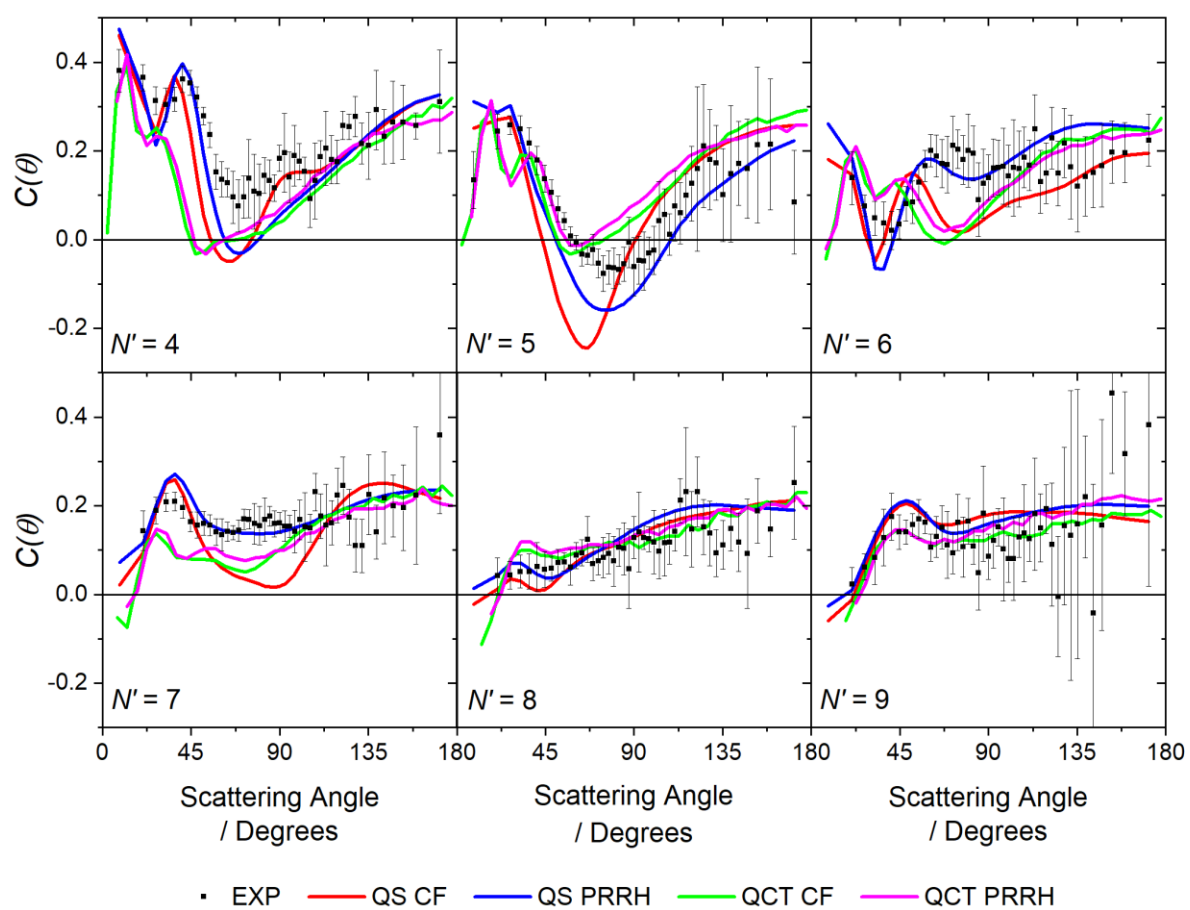 C(θ)
0.4
0.2
0.0
-0.2
N' = 4
N' = 5
N' = 6
C(θ)
0.4
0.2
0.0
-0.2
N' = 7
N' = 8
N' = 9
0 45 90 135 180 45 90 135 180 45 90 135 180
Scattering Angle
/ Degrees
Scattering Angle
/ Degrees
Scattering Angle
/ Degrees
EXP QS CF QS PRRH QCT CF QCT PRRH